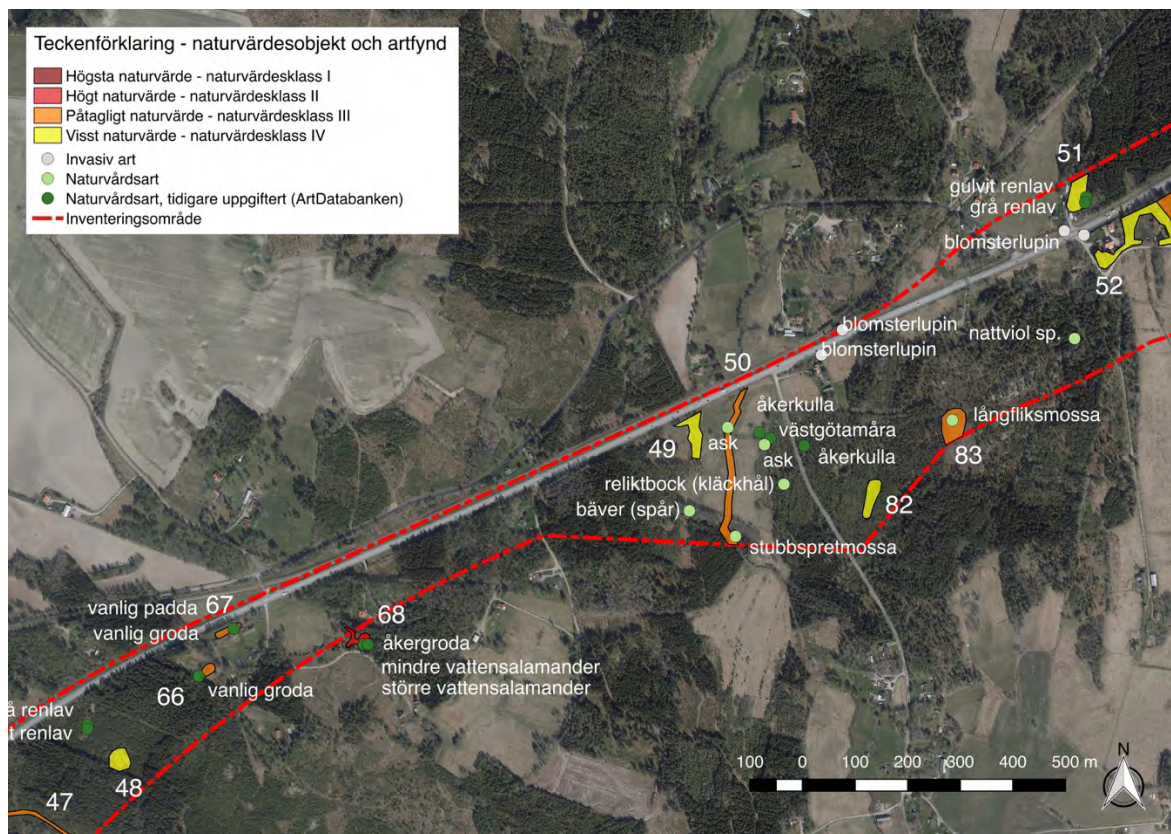 Teckenförklaring - naturvärdesobjekt och artfynd
Högsta naturvärde - naturvärdesklass I
Högt naturvärde - naturvärdesklass II
Påtagligt naturvärde - naturvärdesklass III
Visst naturvärde - naturvärdesklass IV
Invasiv art
Naturvårdsart
Naturvårdsart, tidigare uppgiftert (ArtDatabanken)
Inventeringsområde
51
gulvit renlav
grå renlav
blomsterlupin
52
blomsterlupin
blomsterlupin
nattviol sp.
50
åkerkulla
långfliksmossa
ask
västgötamåra
49
ask
åkerkulla
83
reliktbock (kläckhål)
82
bäver (spår)
stubbspretmossa
vanlig padda
67
68
vanlig groda
åkergroda
mindre vattensalamander
66
vanlig groda
större vattensalamander
å renlav
t renlav
48
47
100 0 100 200 300 400 500 m
N